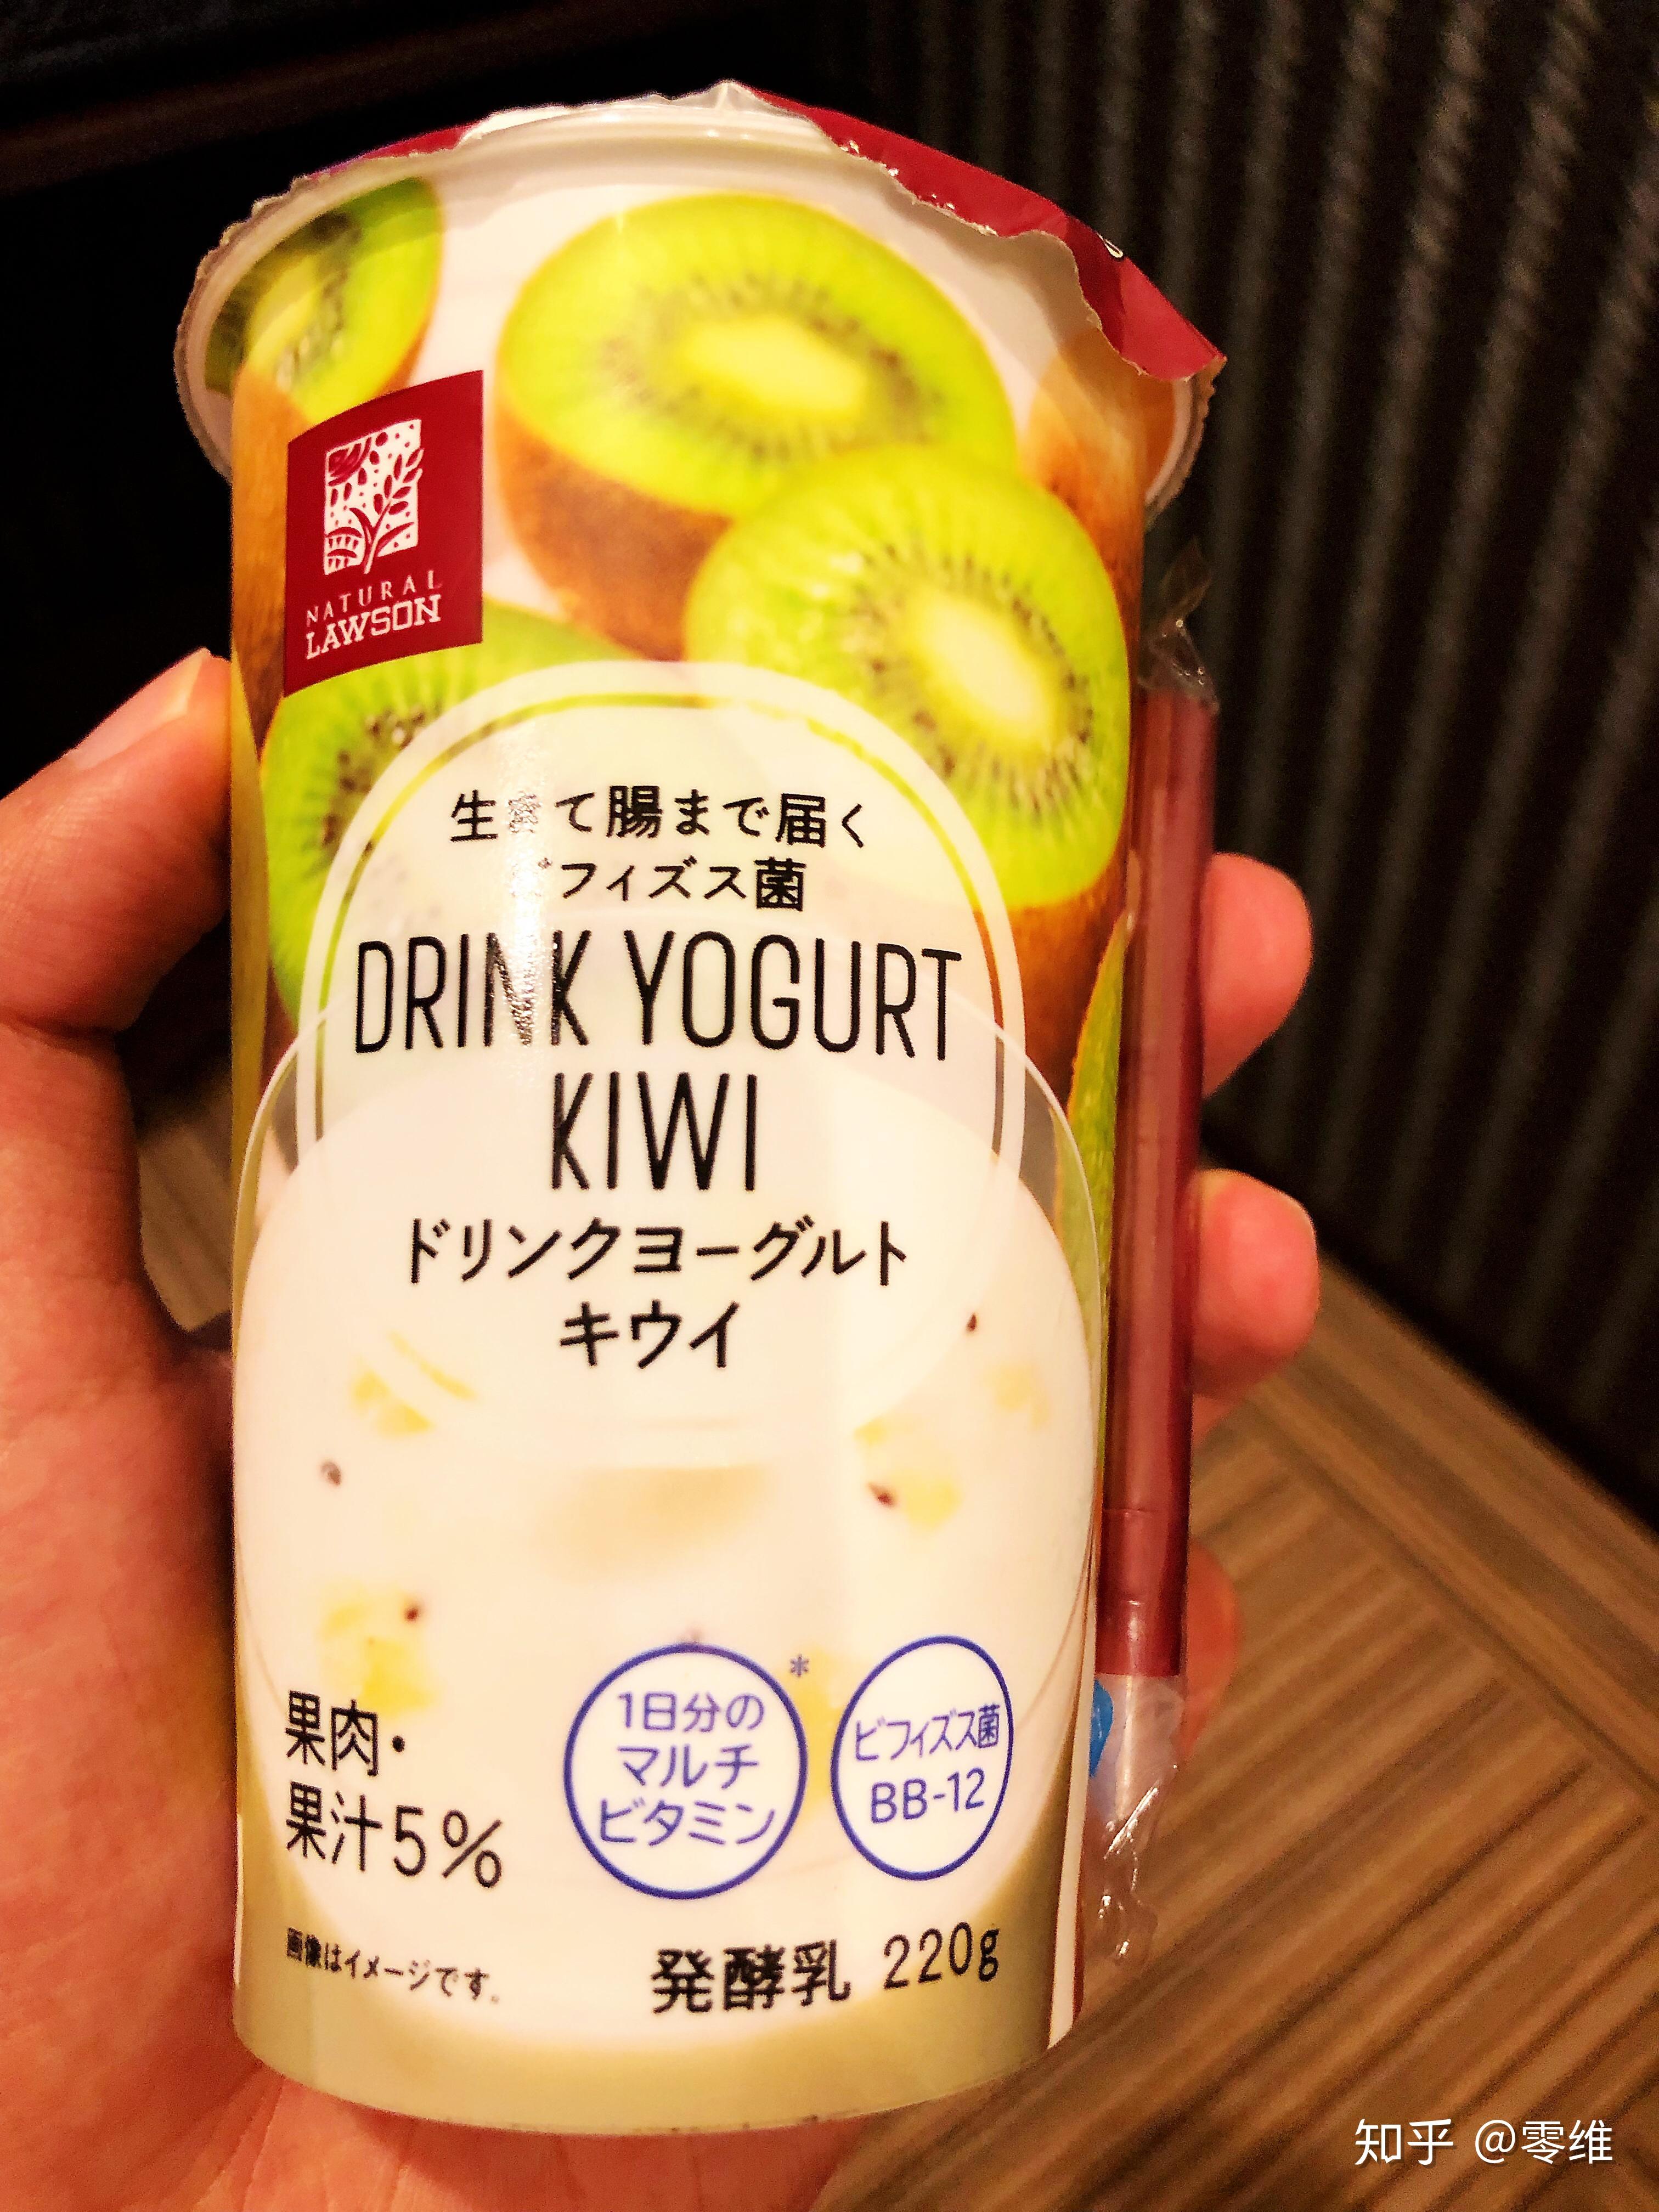 NATURAL
LAWSON
生きて腸まで届く
ビフィズス菌
DRINK YOGURT
KIWI
ドリンクヨーグルト
キウイ
果肉・
果汁5%
1日分の
マルチ
ビタミン
*
ビフィズス菌
BB-12
画像はイメージです。
発酵乳 220g
知乎 @零维